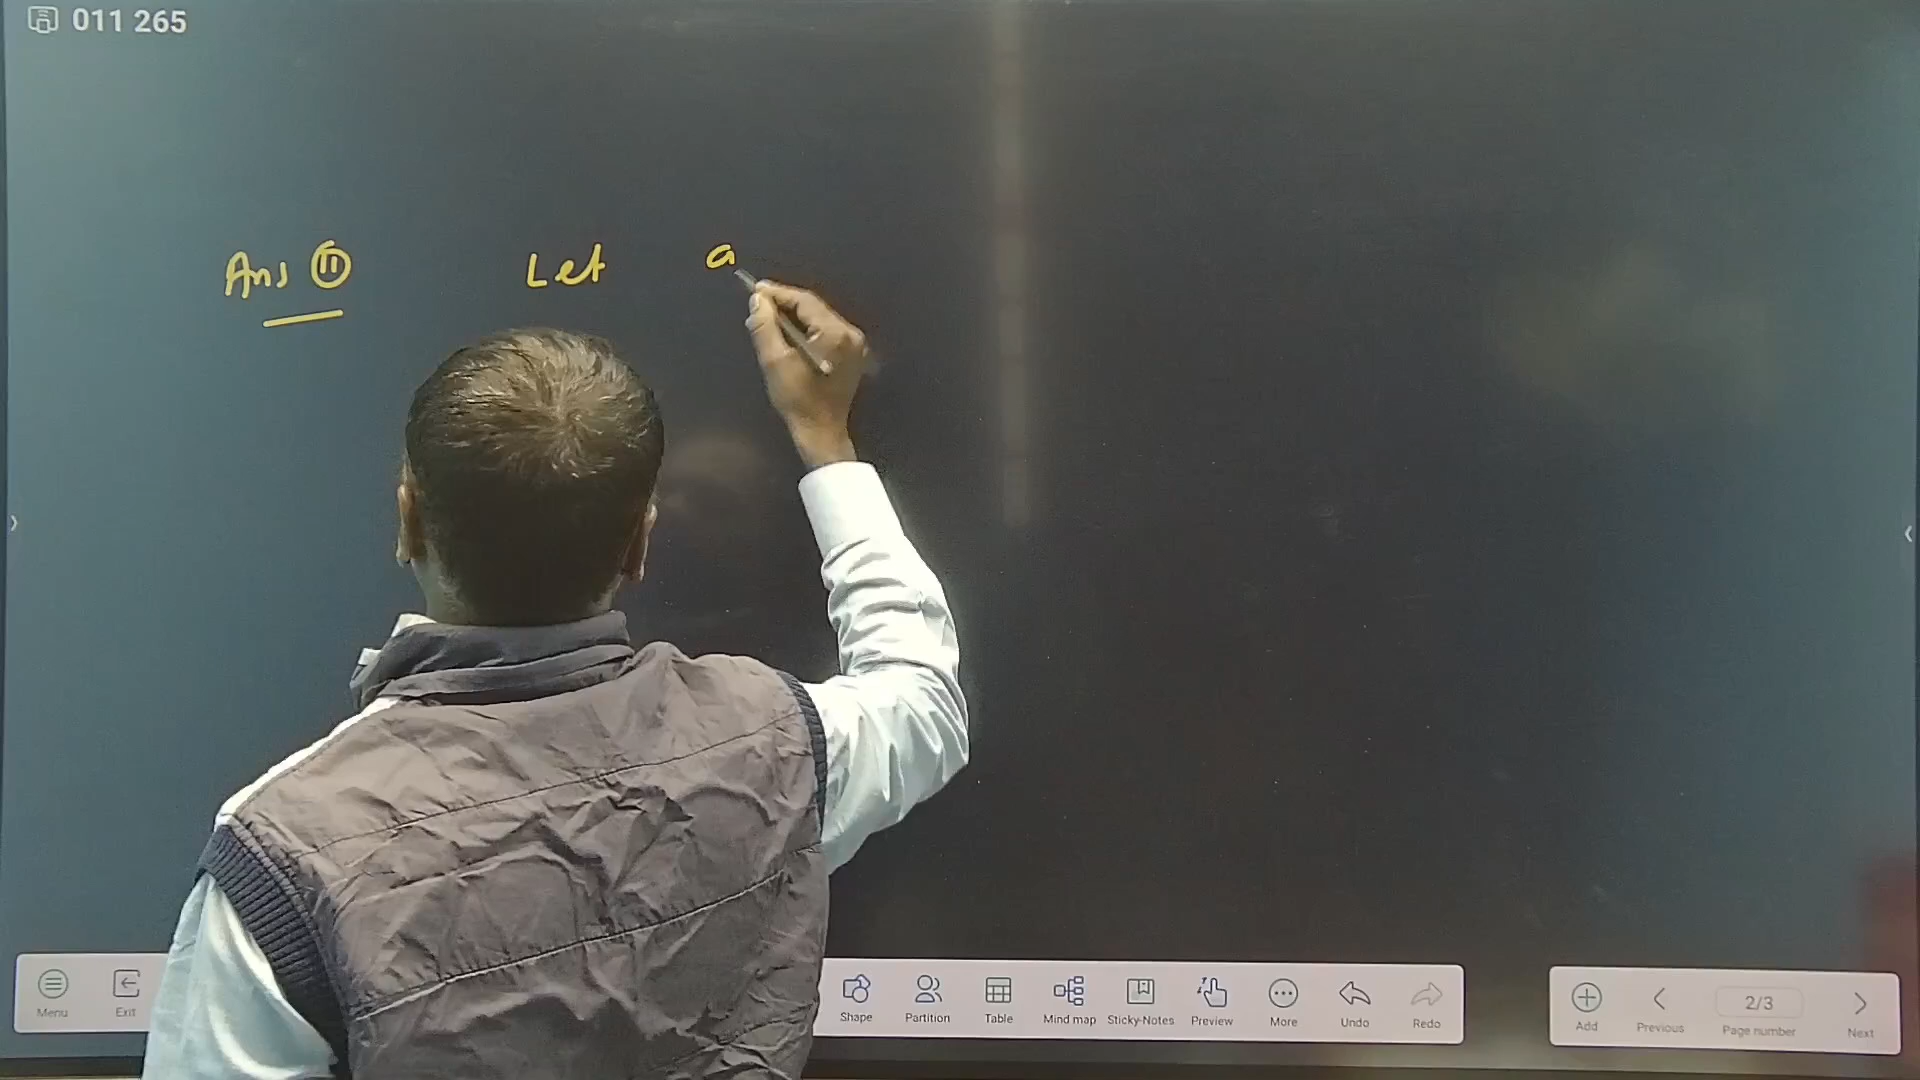 011 265
Ans ⑪ Let a
Menu Exit Shape Partition Table Mind map Sticky-Notes Preview More Undo Redo Add Previous 2/3 Page number Next